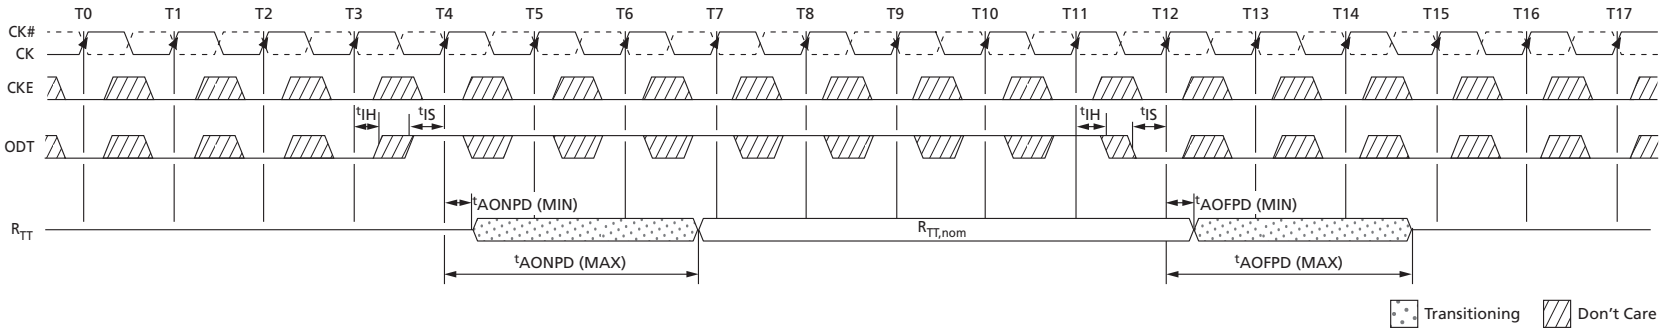 T0 T1 T2 T3 T4 T5 T6 T7 T8 T9 T10 T11 T12 T13 T14 T15 T16 T17
CK#
CK
CKE
tIH tIS tIH tIS
ODT
tAONPD (MIN) tAOFPD (MIN)
RTT RTT,nom
tAONPD (MAX) tAOFPD (MAX)
Transitioning Don't Care